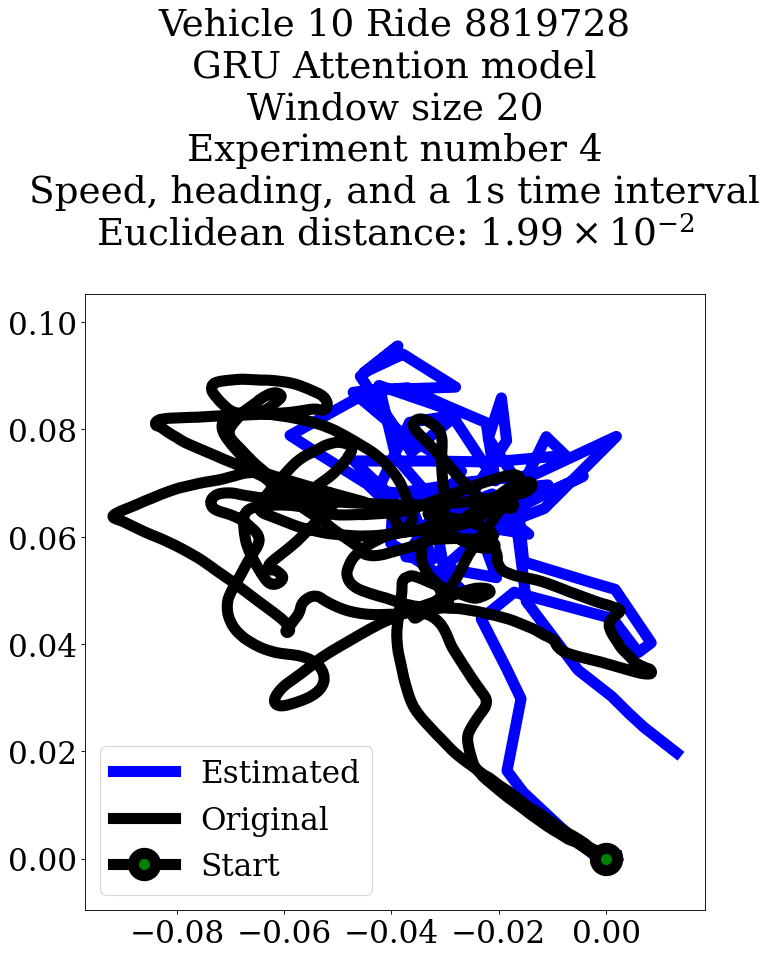 Vehicle 10 Ride 8819728
GRU Attention model
Window size 20
Experiment number 4
Speed, heading, and a 1s time interval
Euclidean distance: 1.99 × 10⁻²
0.10
0.08
0.06
0.04
0.02
0.00
Estimated
Original
Start
−0.08 −0.06 −0.04 −0.02 0.00